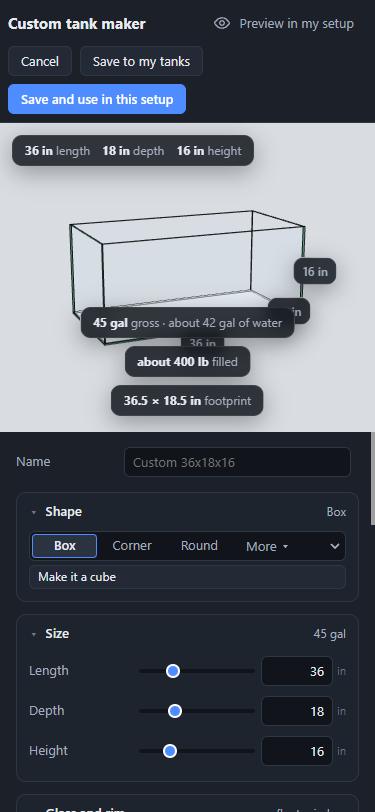 Custom tank maker
Preview in my setup
Cancel
Save to my tanks
Save and use in this setup
36 in length 18 in depth 16 in height
16 in
in
45 gal gross · about 42 gal of water
36 in
about 400 lb filled
36.5 × 18.5 in footprint
Name
Custom 36x18x16
Shape
Box
Box
Corner
Round
More
Make it a cube
Size
45 gal
Length
36 in
Depth
18 in
Height
16 in